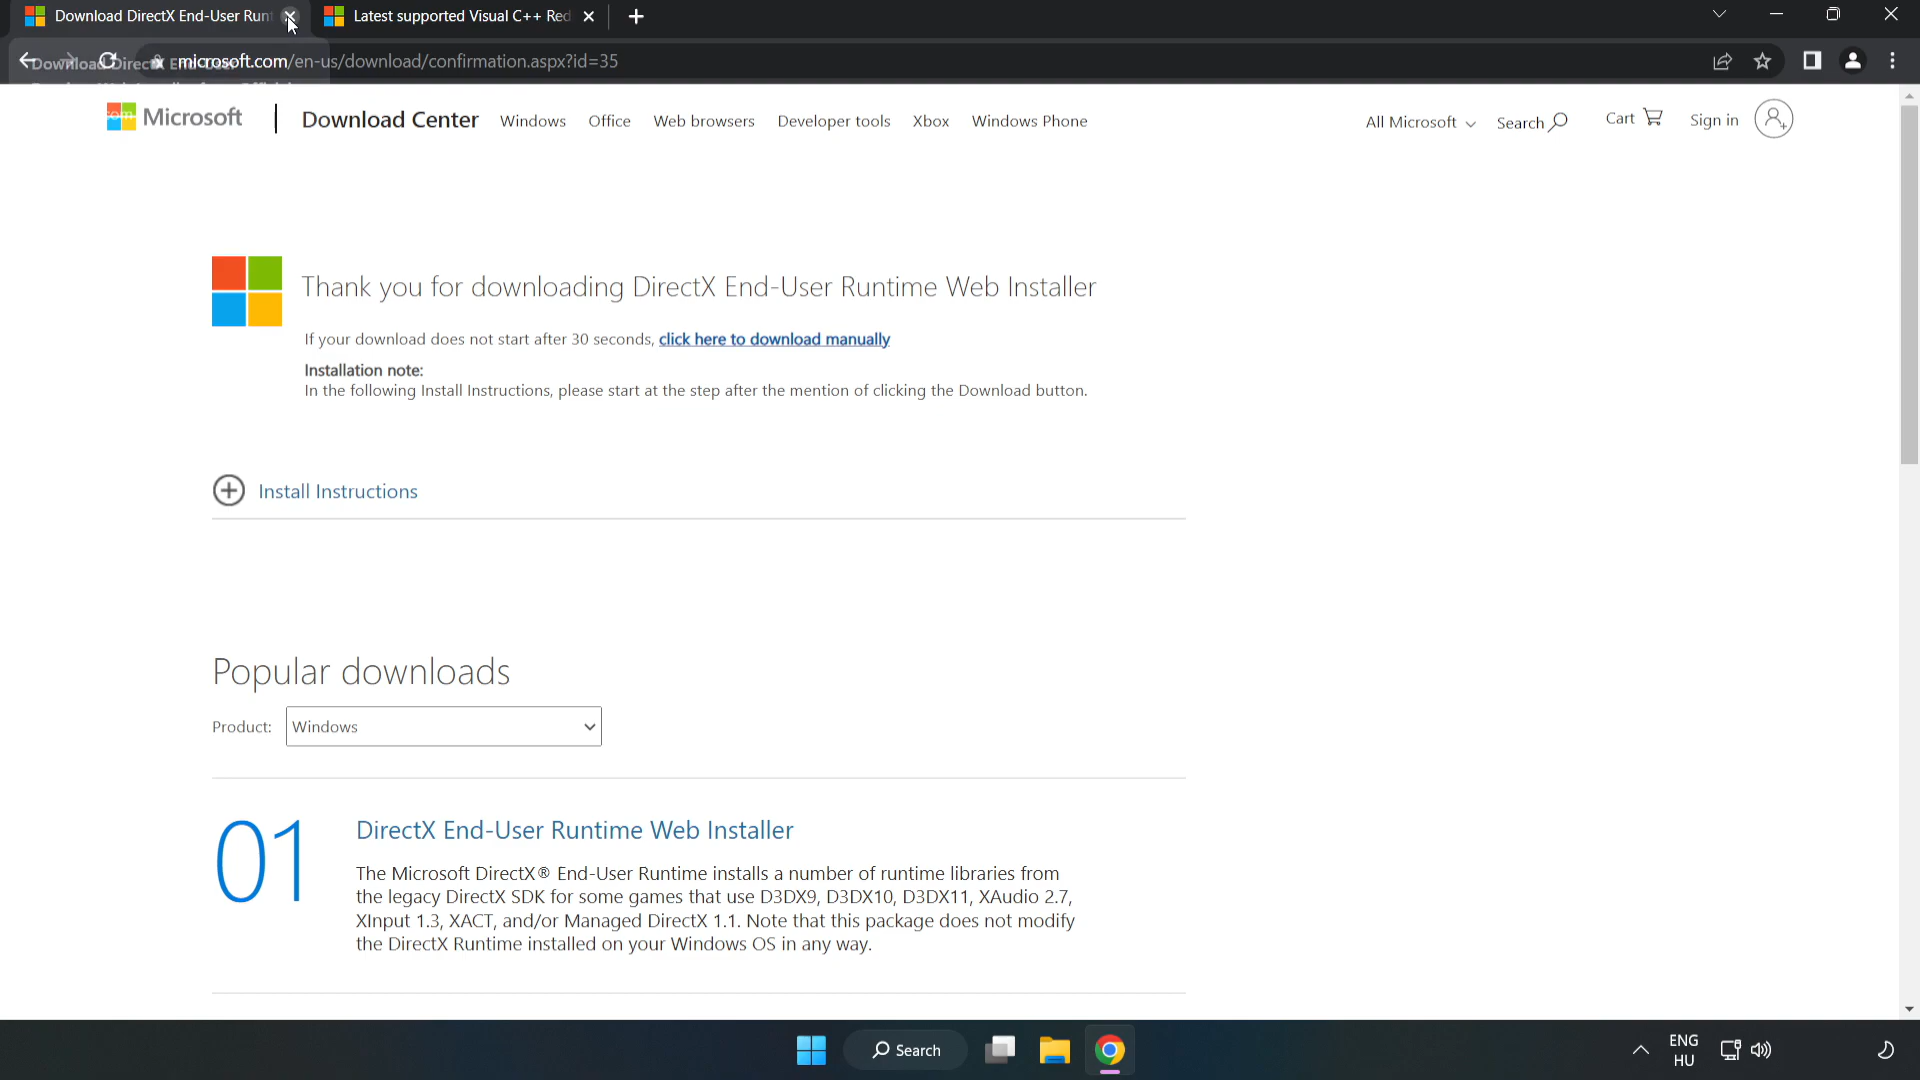 Download DirectX End-User Runt
Latest supported Visual C++ Red
microsoft.com/en-us/download/confirmation.aspx?id=35
Download DirectX End-User
Microsoft
Download Center
Windows
Office
Web browsers
Developer tools
Xbox
Windows Phone
All Microsoft
Search
Cart
Sign in
Thank you for downloading DirectX End-User Runtime Web Installer
If your download does not start after 30 seconds, click here to download manually
Installation note:
In the following Install Instructions, please start at the step after the mention of clicking the Download button.
Install Instructions
Popular downloads
Product:
Windows
01
DirectX End-User Runtime Web Installer
The Microsoft DirectX® End-User Runtime installs a number of runtime libraries from
the legacy DirectX SDK for some games that use D3DX9, D3DX10, D3DX11, XAudio 2.7,
XInput 1.3, XACT, and/or Managed DirectX 1.1. Note that this package does not modify
the DirectX Runtime installed on your Windows OS in any way.
Search
ENG
HU